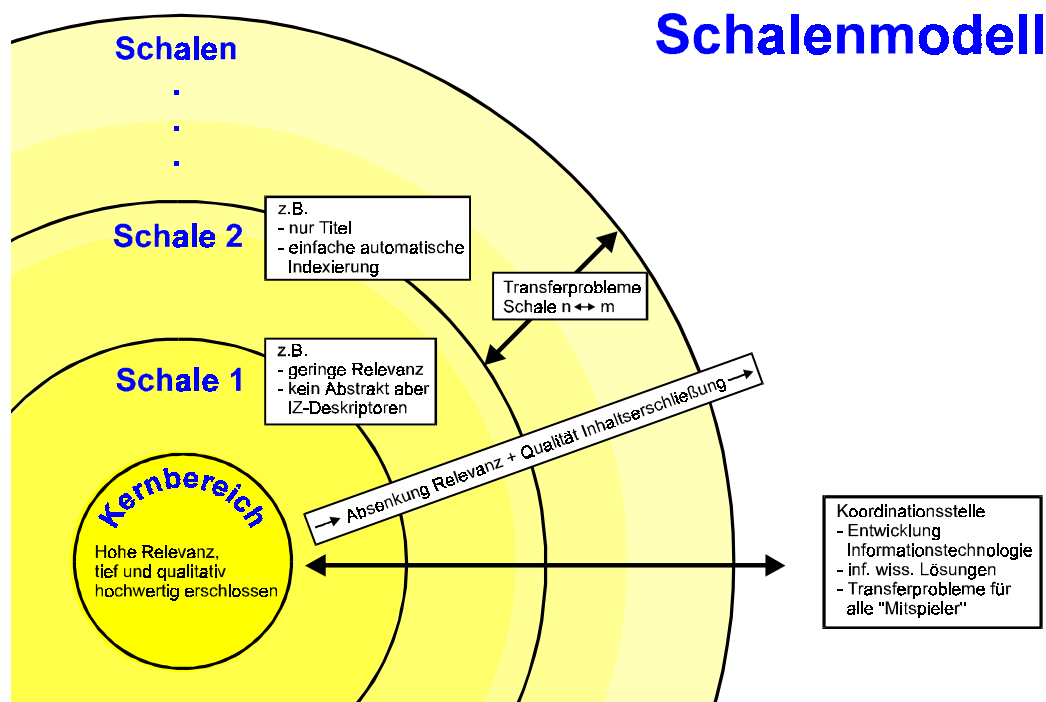 Schalenmodell
Schalen
.
.
.
Schale 2
z.B.
- nur Titel
- einfache automatische
Indexierung
Transferprobleme
Schale n ↔ m
Schale 1
z.B.
- geringe Relevanz
- kein Abstrakt aber
IZ-Deskriptoren
→ Absenkung Relevanz + Qualität Inhaltserschließung →
Kernbereich
Hohe Relevanz,
tief und qualitativ
hochwertig erschlossen
Koordinationsstelle
- Entwicklung
Informationstechnologie
- inf. wiss. Lösungen
- Transferprobleme für
alle "Mitspieler"